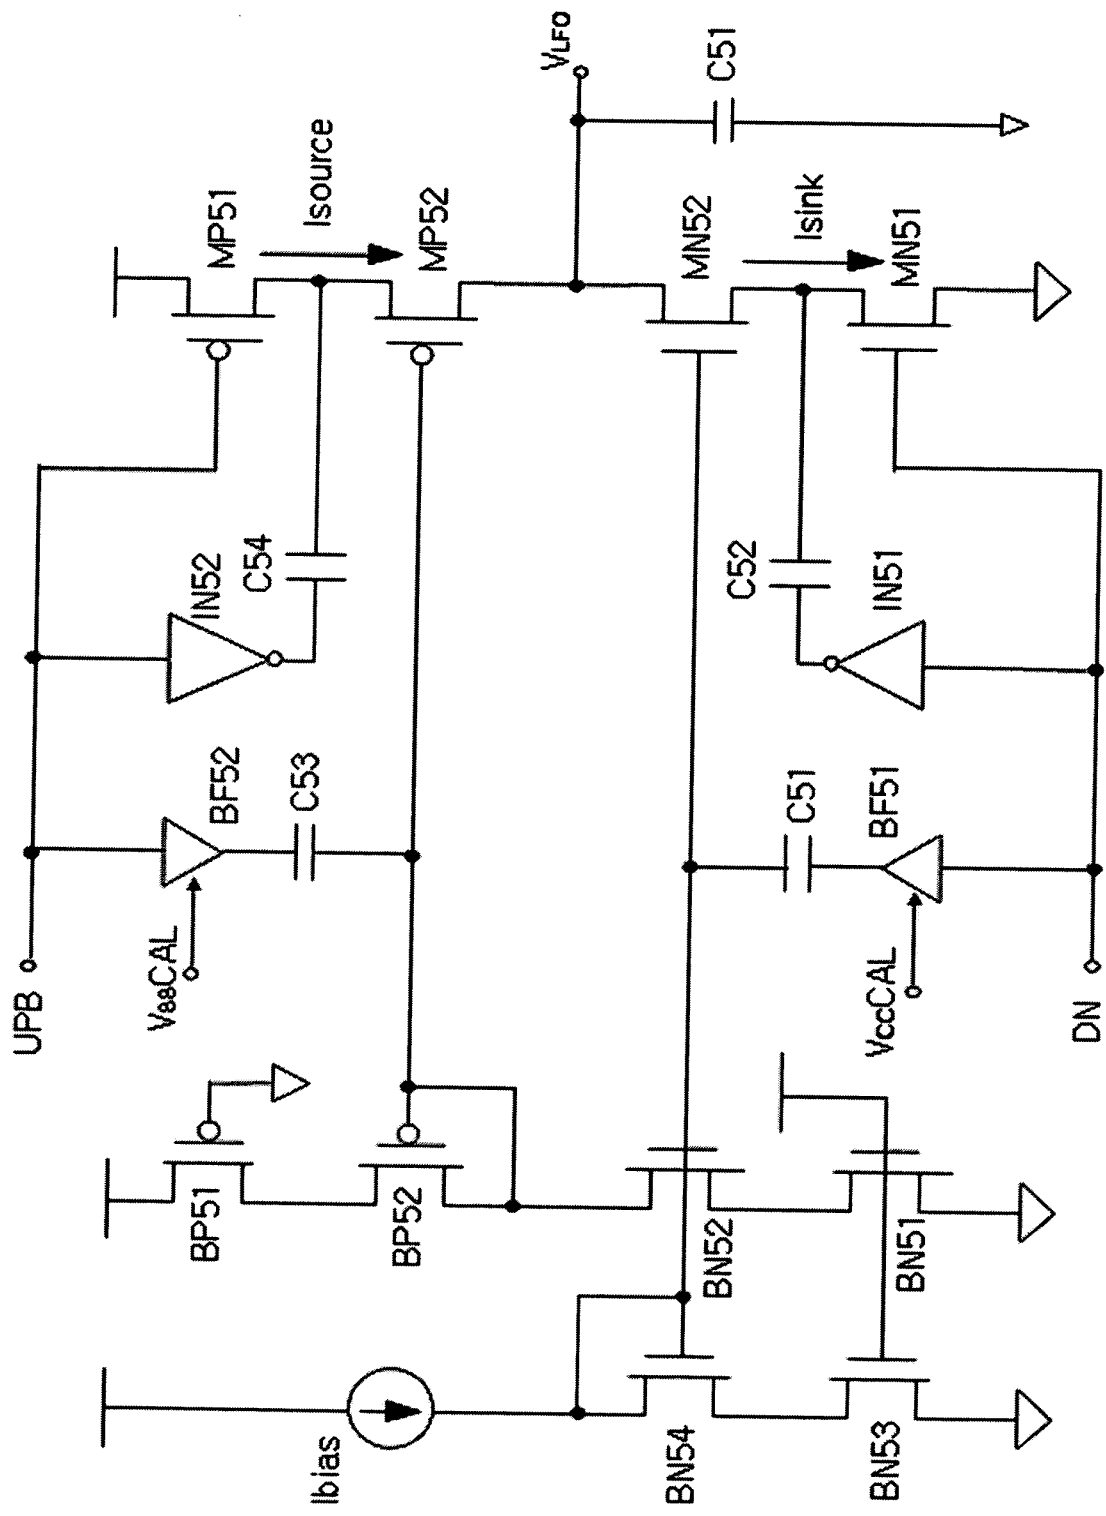 UPB
VssCAL
BF52
C53
IN52
C54
MP51
Isource
MP52
VLFO
C51
MN52
Isink
MN51
C52
IN51
C51
BF51
VccCAL
DN
BP51
BP52
BN52
BN51
Ibias
BN54
BN53